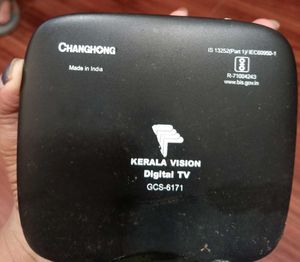 CHANGHONG
Made in India
IS 13252(Part 1)/ IEC60950-1
R-71004243
www.bis.gov.in
KERALA VISION
Digital TV
GCS-6171